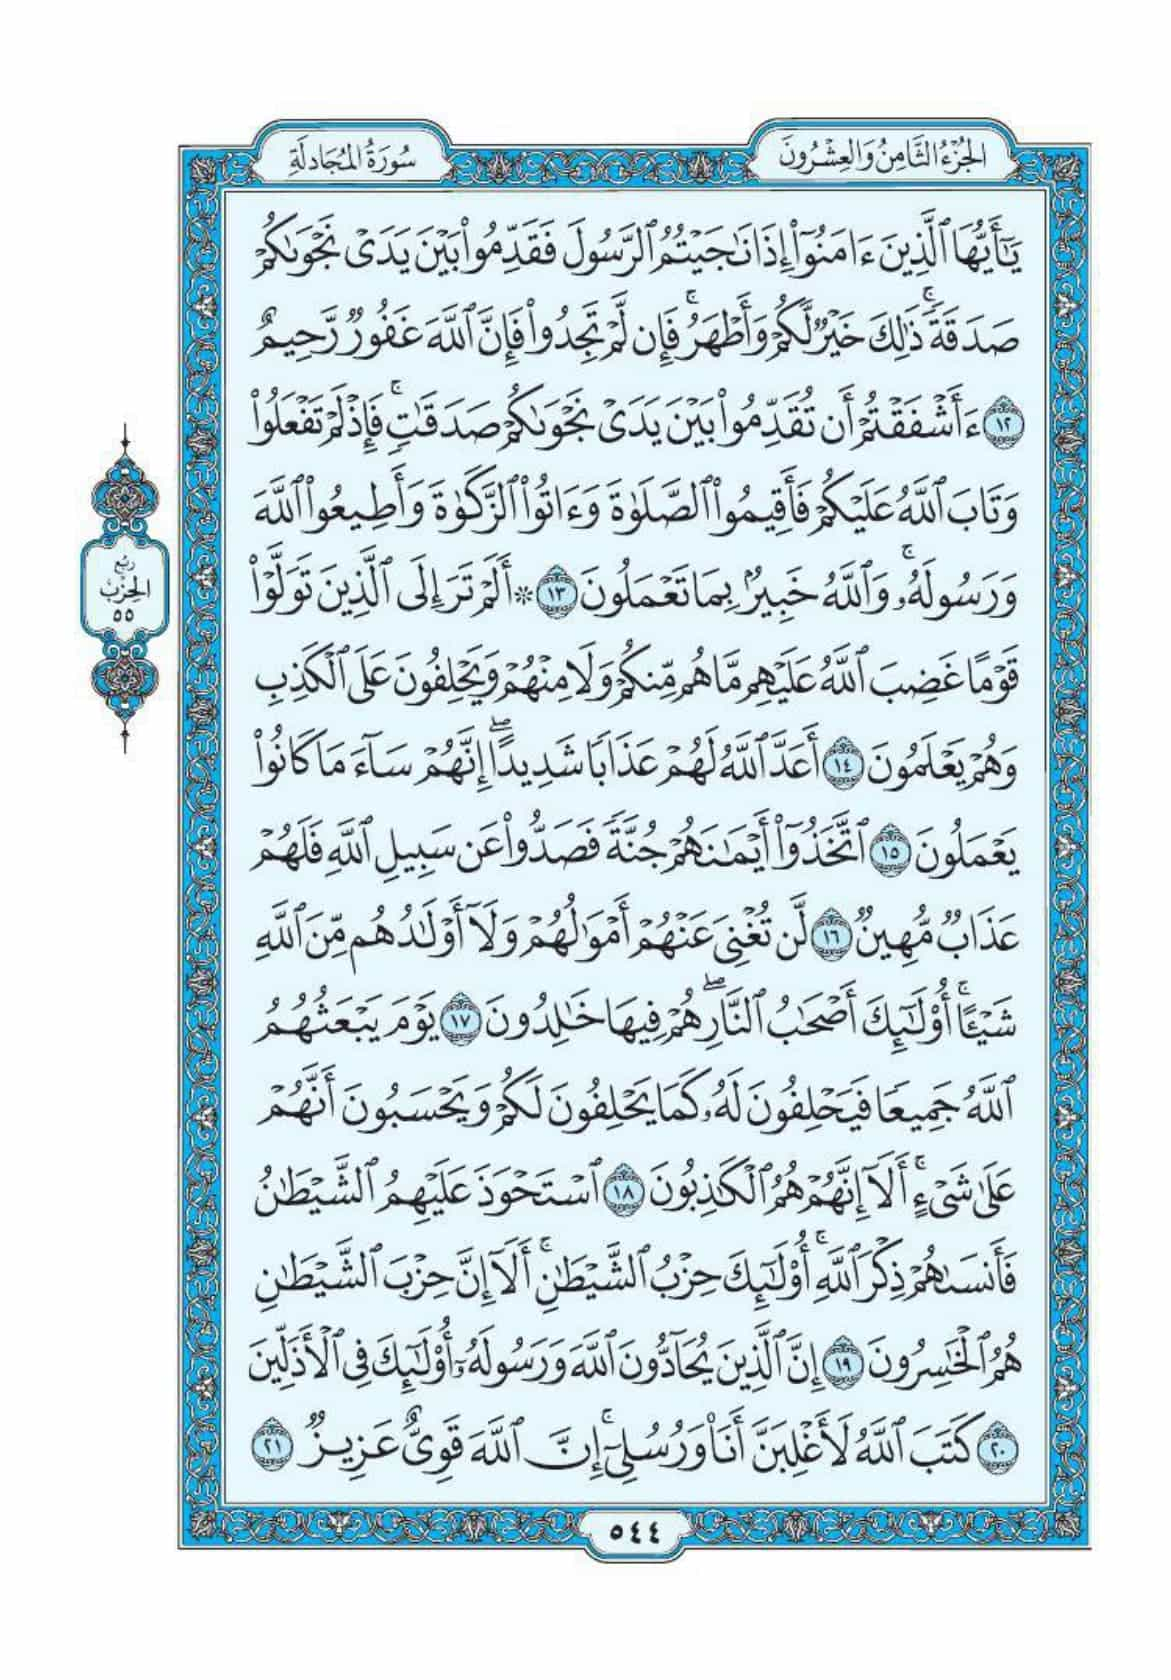 الجُزْءُ الثَّامِنُ وَالعِشْرُونَ
سُورَةُ المُجَادلَةِ
يَٰٓأَيُّهَا ٱلَّذِينَ ءَامَنُوٓاْ إِذَا نَٰجَيۡتُمُ ٱلرَّسُولَ فَقَدِّمُواْ بَيۡنَ يَدَيۡ نَجۡوَىٰكُمۡ
صَدَقَةٗۚ ذَٰلِكَ خَيۡرٞ لَّكُمۡ وَأَطۡهَرُۚ فَإِن لَّمۡ تَجِدُواْ فَإِنَّ ٱللَّهَ غَفُورٞ رَّحِيمٌ
١٢ ءَأَشۡفَقۡتُمۡ أَن تُقَدِّمُواْ بَيۡنَ يَدَيۡ نَجۡوَىٰكُمۡ صَدَقَٰتٖۚ فَإِذۡ لَمۡ تَفۡعَلُواْ
وَتَابَ ٱللَّهُ عَلَيۡكُمۡ فَأَقِيمُواْ ٱلصَّلَوٰةَ وَءَاتُواْ ٱلزَّكَوٰةَ وَأَطِيعُواْ ٱللَّهَ
وَرَسُولَهُۥۚ وَٱللَّهُ خَبِيرُۢ بِمَا تَعۡمَلُونَ ١٣ ۞ أَلَمۡ تَرَ إِلَى ٱلَّذِينَ تَوَلَّوۡاْ
قَوۡمًا غَضِبَ ٱللَّهُ عَلَيۡهِم مَّا هُم مِّنكُمۡ وَلَا مِنۡهُمۡ وَيَحۡلِفُونَ عَلَى ٱلۡكَذِبِ
وَهُمۡ يَعۡلَمُونَ ١٤ أَعَدَّ ٱللَّهُ لَهُمۡ عَذَابٗا شَدِيدًاۖ إِنَّهُمۡ سَآءَ مَا كَانُواْ
يَعۡمَلُونَ ١٥ ٱتَّخَذُوٓاْ أَيۡمَٰنَهُمۡ جُنَّةٗ فَصَدُّواْ عَن سَبِيلِ ٱللَّهِ فَلَهُمۡ
عَذَابٞ مُّهِينٞ ١٦ لَّن تُغۡنِيَ عَنۡهُمۡ أَمۡوَٰلُهُمۡ وَلَآ أَوۡلَٰدُهُم مِّنَ ٱللَّهِ
شَيۡـًٔاۚ أُوْلَٰٓئِكَ أَصۡحَٰبُ ٱلنَّارِۖ هُمۡ فِيهَا خَٰلِدُونَ ١٧ يَوۡمَ يَبۡعَثُهُمُ
ٱللَّهُ جَمِيعٗا فَيَحۡلِفُونَ لَهُۥ كَمَا يَحۡلِفُونَ لَكُمۡ وَيَحۡسَبُونَ أَنَّهُمۡ
عَلَىٰ شَيۡءٍۚ أَلَآ إِنَّهُمۡ هُمُ ٱلۡكَٰذِبُونَ ١٨ ٱسۡتَحۡوَذَ عَلَيۡهِمُ ٱلشَّيۡطَٰنُ
فَأَنسَىٰهُمۡ ذِكۡرَ ٱللَّهِۚ أُوْلَٰٓئِكَ حِزۡبُ ٱلشَّيۡطَٰنِۚ أَلَآ إِنَّ حِزۡبَ ٱلشَّيۡطَٰنِ
هُمُ ٱلۡخَٰسِرُونَ ١٩ إِنَّ ٱلَّذِينَ يُحَآدُّونَ ٱللَّهَ وَرَسُولَهُۥٓ أُوْلَٰٓئِكَ فِي ٱلۡأَذَلِّينَ
٢٠ كَتَبَ ٱللَّهُ لَأَغۡلِبَنَّ أَنَا۠ وَرُسُلِيٓۚ إِنَّ ٱللَّهَ قَوِيٌّ عَزِيزٞ ٢١
رُبُع
الحِزْبُ
٥٥
٥٤٤